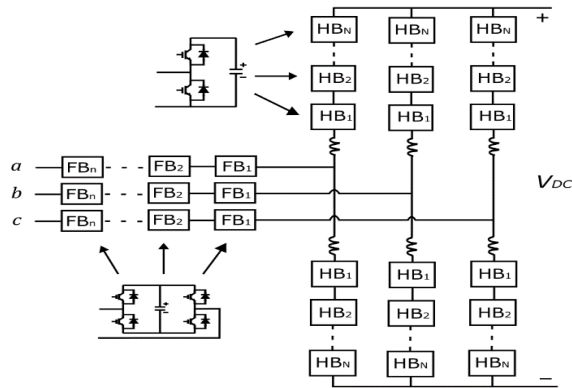 HB_N HB_N HB_N +
HB_2 HB_2 HB_2
+
−
HB_1 HB_1 HB_1
a FB_n FB_2 FB_1
b FB_n FB_2 FB_1
c FB_n FB_2 FB_1
V_DC
HB_1 HB_1 HB_1
+
−
HB_2 HB_2 HB_2
HB_N HB_N HB_N −